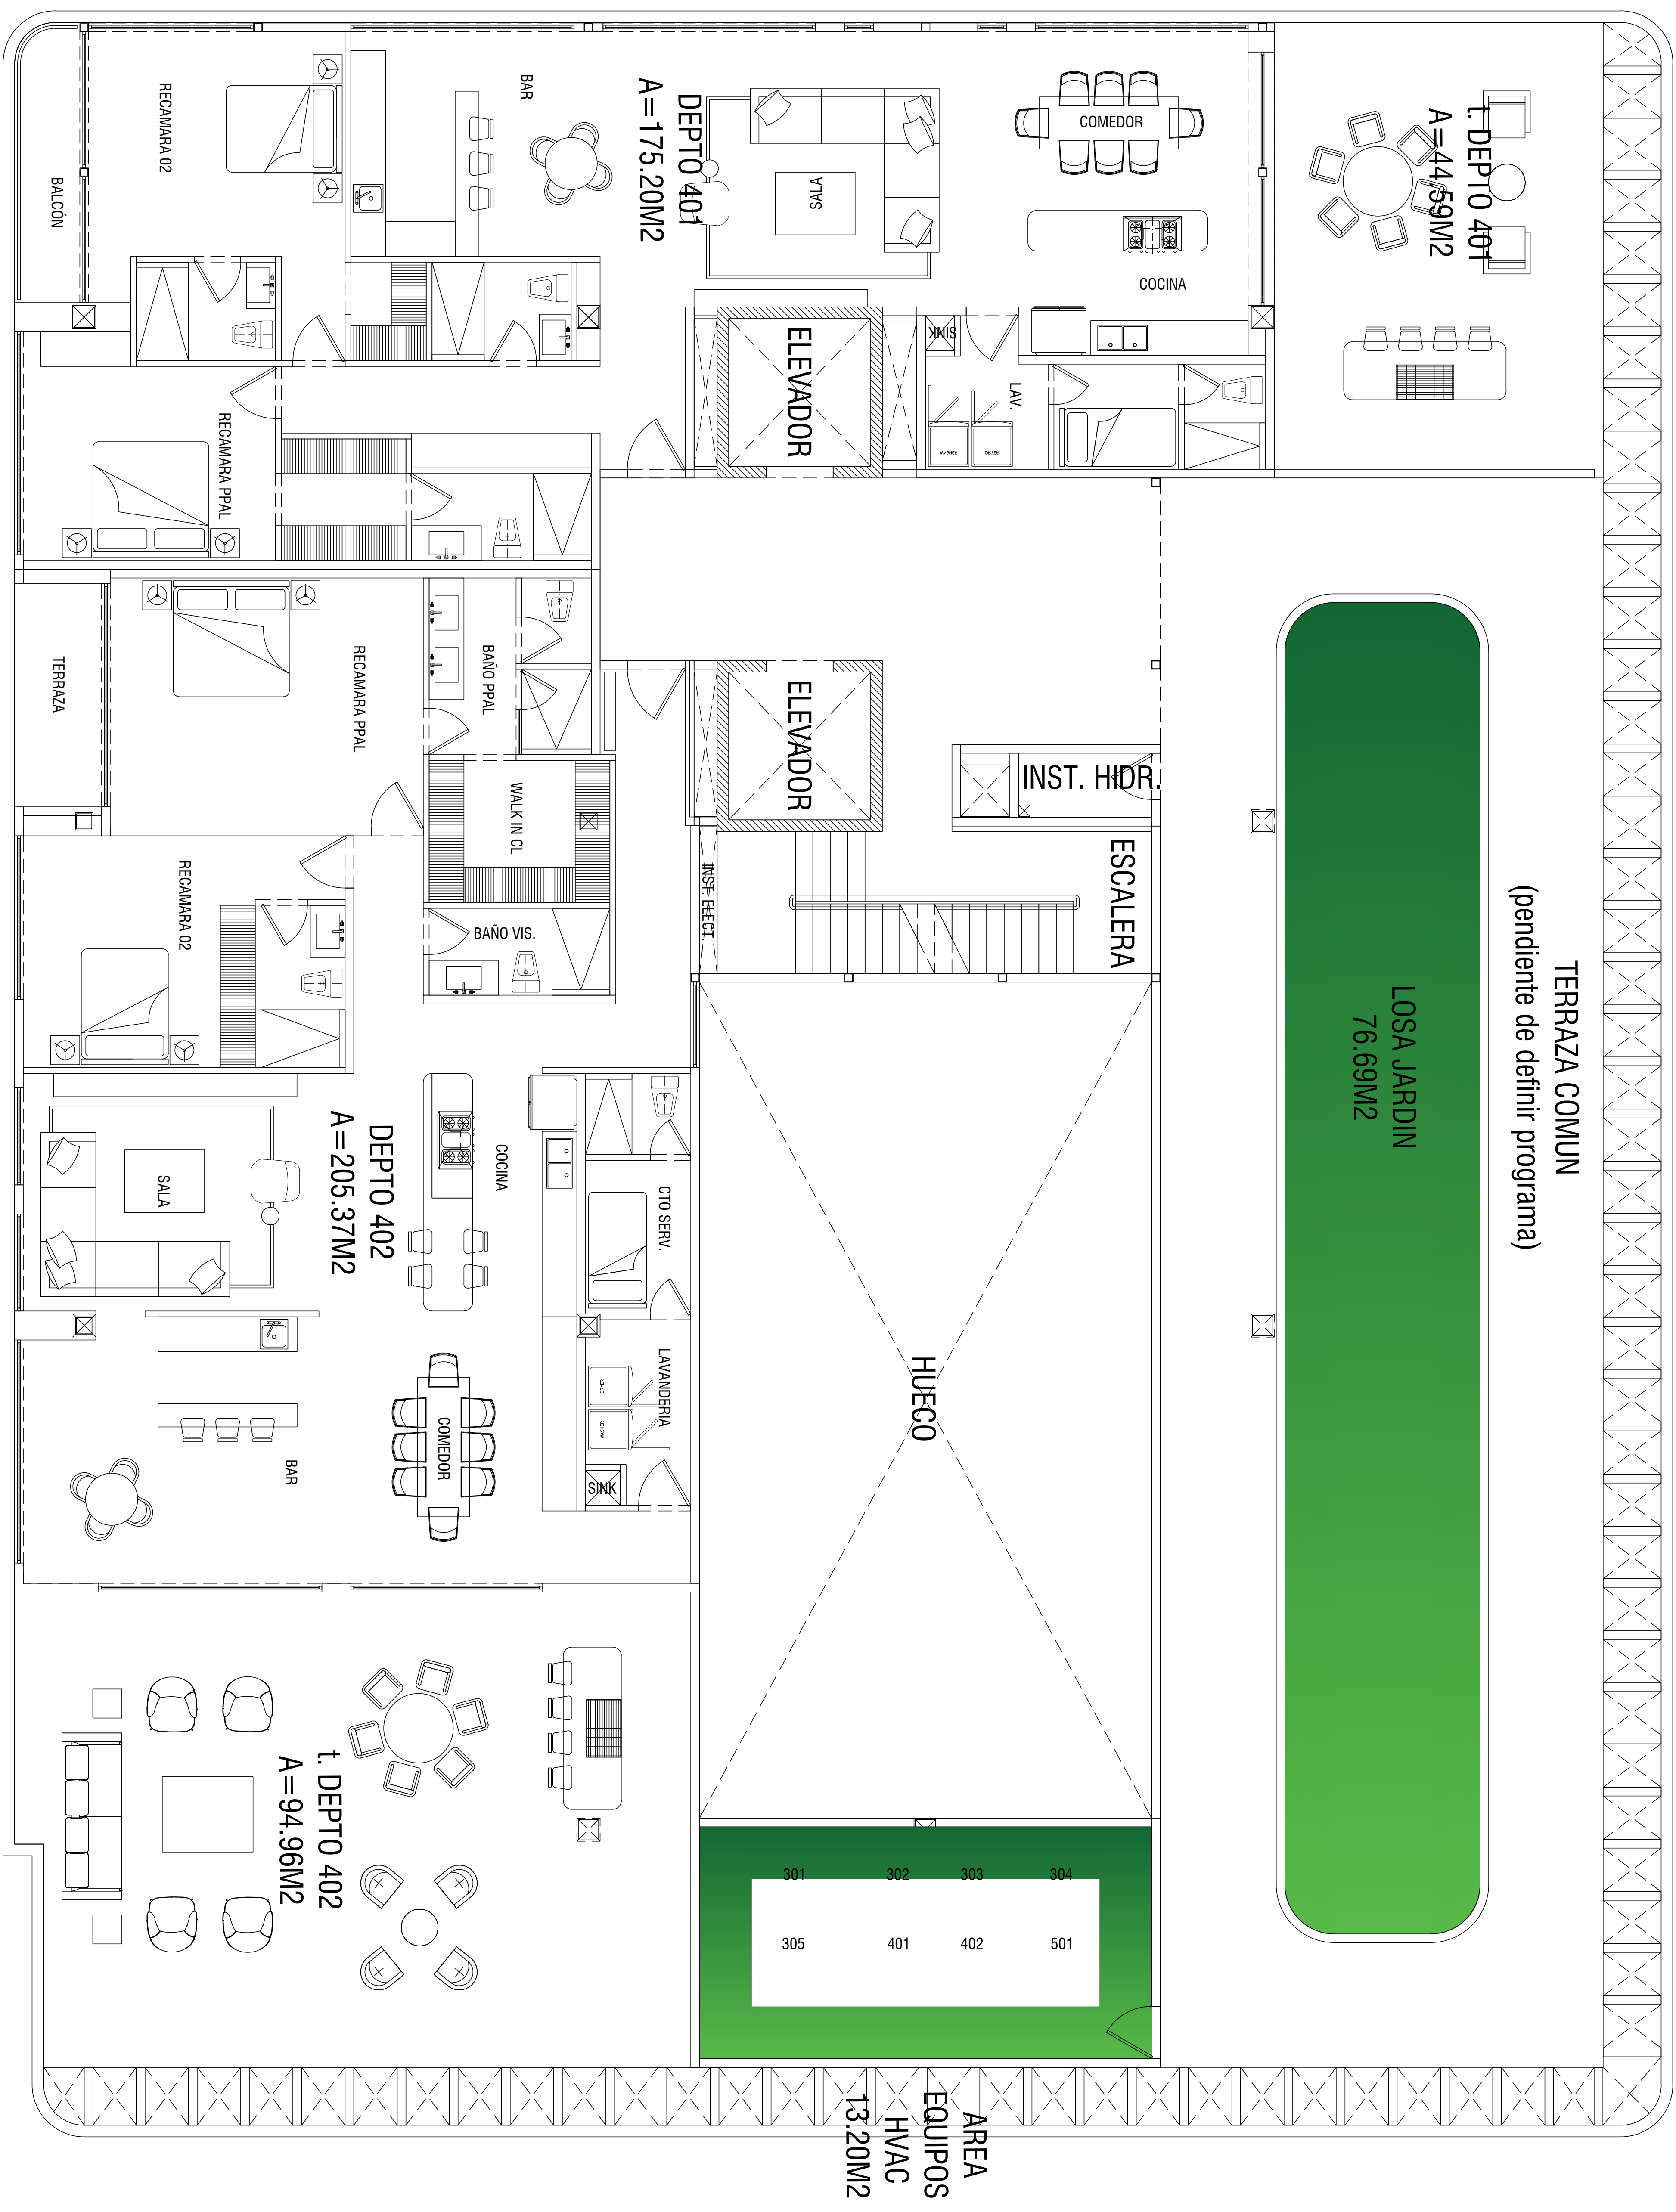 RECAMARA 02
BALCÓN
BAR
DEPTO 401
A=175.20M2
SALA
COMEDOR
COCINA
t. DEPTO 401
A=44.59M2
ELEVADOR
SINK
LAV.
WASHER
DRYER
RECAMARA PPAL
TERRAZA
RECAMARA PPAL
BAÑO PPAL
WALK IN CL
ELEVADOR
INST. HIDR.
INST. ELECT.
ESCALERA
RECAMARA 02
BAÑO VIS.
TERRAZA COMUN
(pendiente de definir programa)
LOSA JARDIN
76.69M2
DEPTO 402
A=205.37M2
SALA
COCINA
CTO SERV.
LAVANDERIA
DRYER
WASHER
SINK
COMEDOR
BAR
HUECO
t. DEPTO 402
A=94.96M2
301 302 303 304
305 401 402 501
AREA
EQUIPOS
HVAC
13.20M2